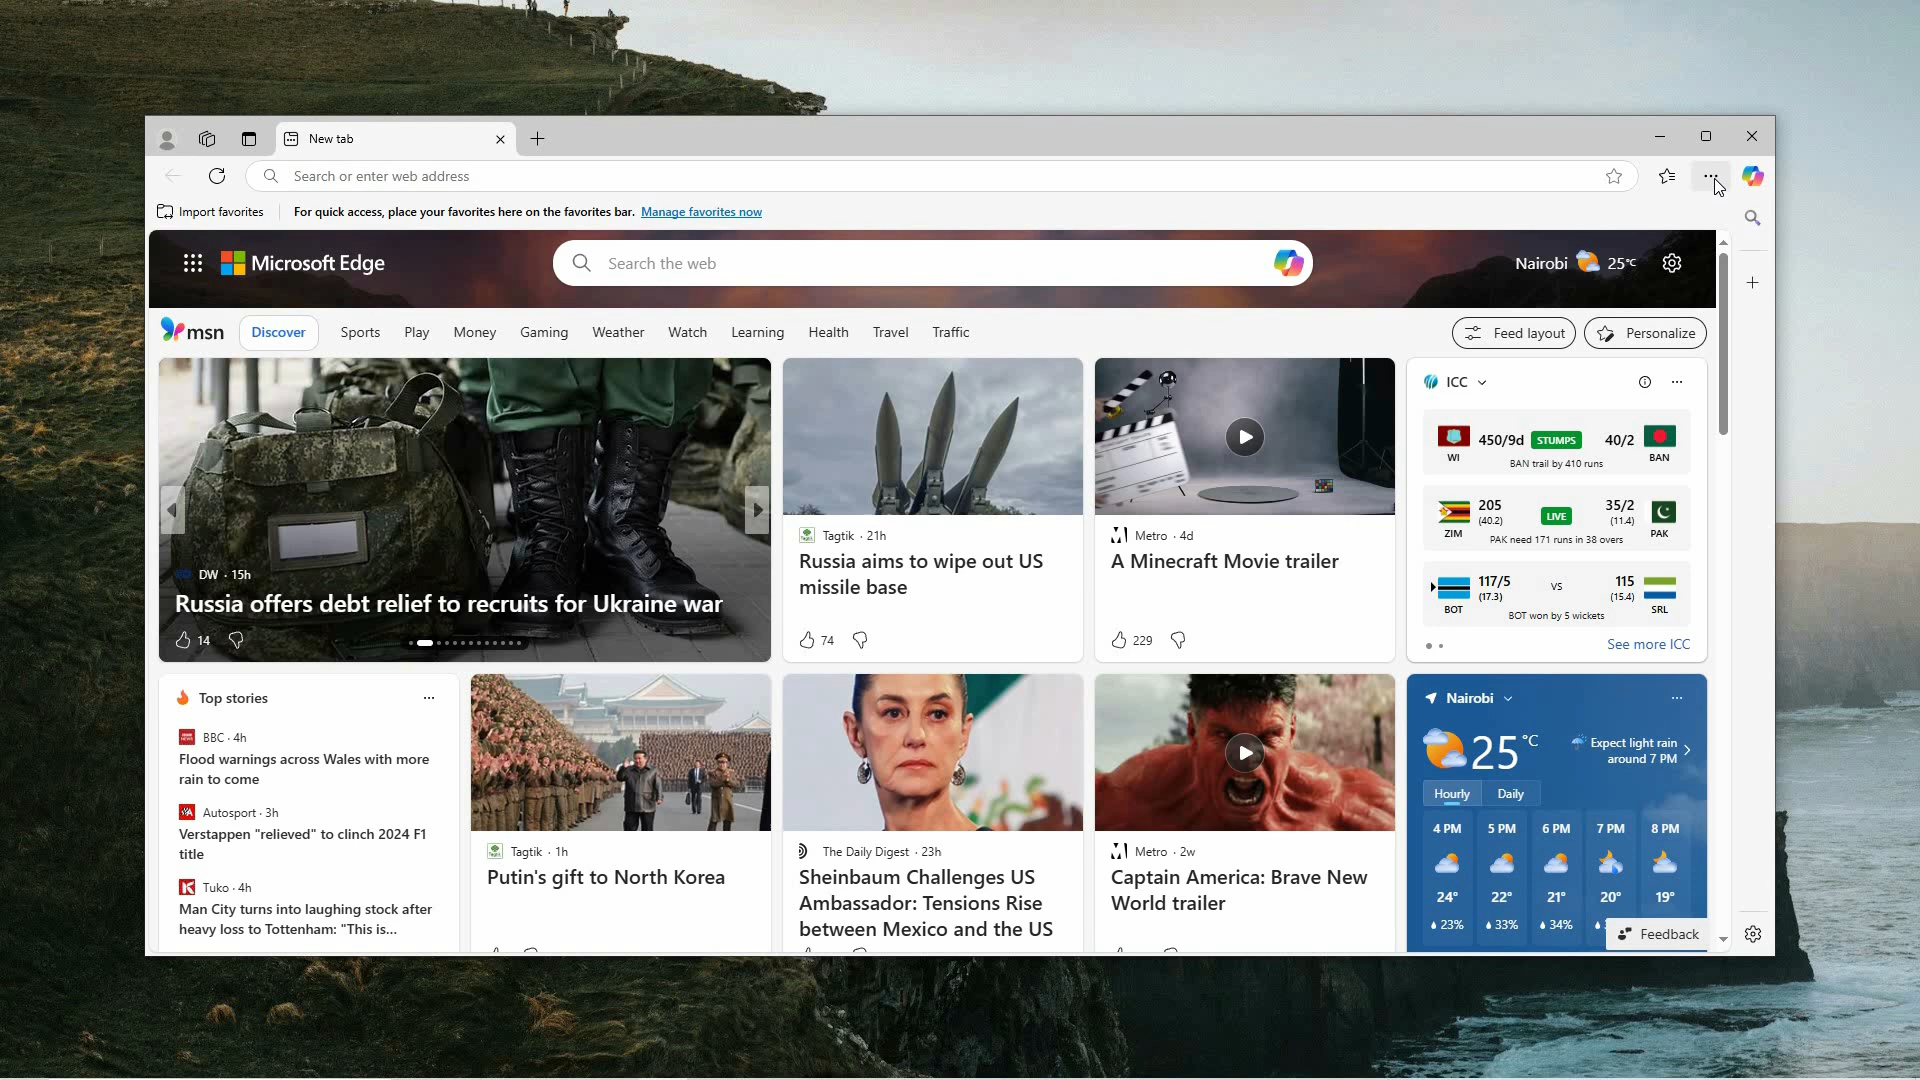 New tab
Search or enter web address
Import favorites
For quick access, place your favorites here on the favorites bar. Manage favorites now
Microsoft Edge
Search the web
Nairobi
25°C
msn
Discover
Sports
Play
Money
Gaming
Weather
Watch
Learning
Health
Travel
Traffic
Feed layout
Personalize
DW · 15h
Russia offers debt relief to recruits for Ukraine war
14
Tagtik · 21h
Russia aims to wipe out US
missile base
74
Metro · 4d
A Minecraft Movie trailer
229
ICC
450/9d STUMPS 40/2
WI BAN
BAN trail by 410 runs
205 35/2
(40.2) LIVE (11.4)
ZIM PAK
PAK need 171 runs in 38 overs
117/5 VS 115
(17.3) (15.4)
BOT SRL
BOT won by 5 wickets
See more ICC
Top stories
BBC · 4h
Flood warnings across Wales with more
rain to come
Autosport · 3h
Verstappen "relieved" to clinch 2024 F1
title
Tuko · 4h
Man City turns into laughing stock after
heavy loss to Tottenham: "This is...
Tagtik · 1h
Putin's gift to North Korea
The Daily Digest · 23h
Sheinbaum Challenges US
Ambassador: Tensions Rise
between Mexico and the US
Metro · 2w
Captain America: Brave New
World trailer
Nairobi
25°C
Expect light rain
around 7 PM
Hourly Daily
4 PM 5 PM 6 PM 7 PM 8 PM
24° 22° 21° 20° 19°
23% 33% 34%
Feedback